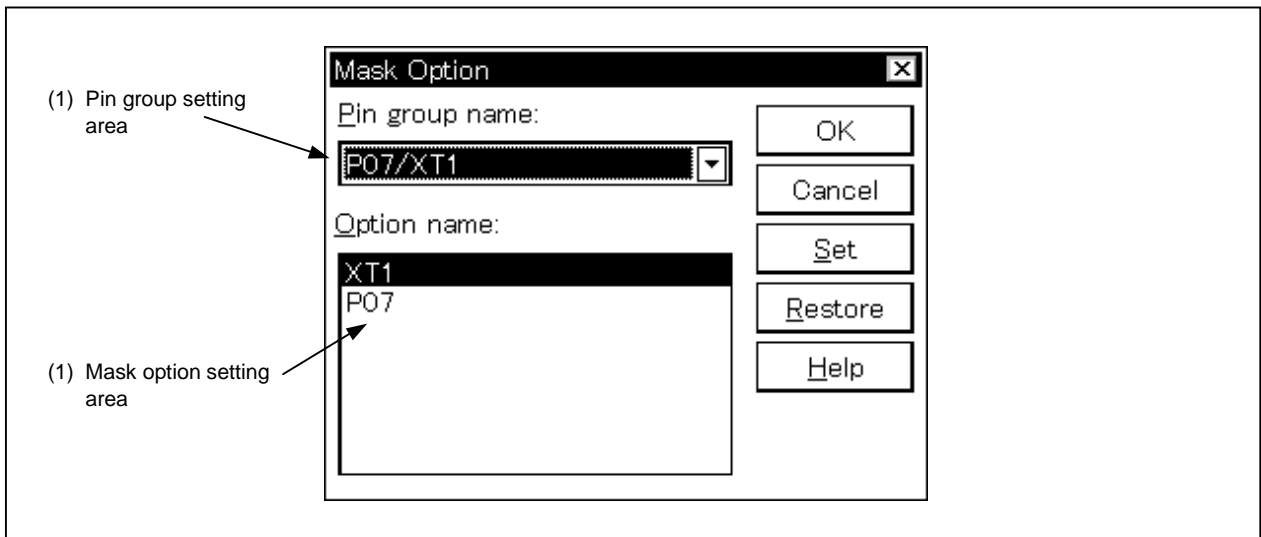 Mask Option
(1) Pin group setting
area
Pin group name:
P07/XT1
OK
Cancel
Option name:
Set
XT1
P07
Restore
Help
(1) Mask option setting
area